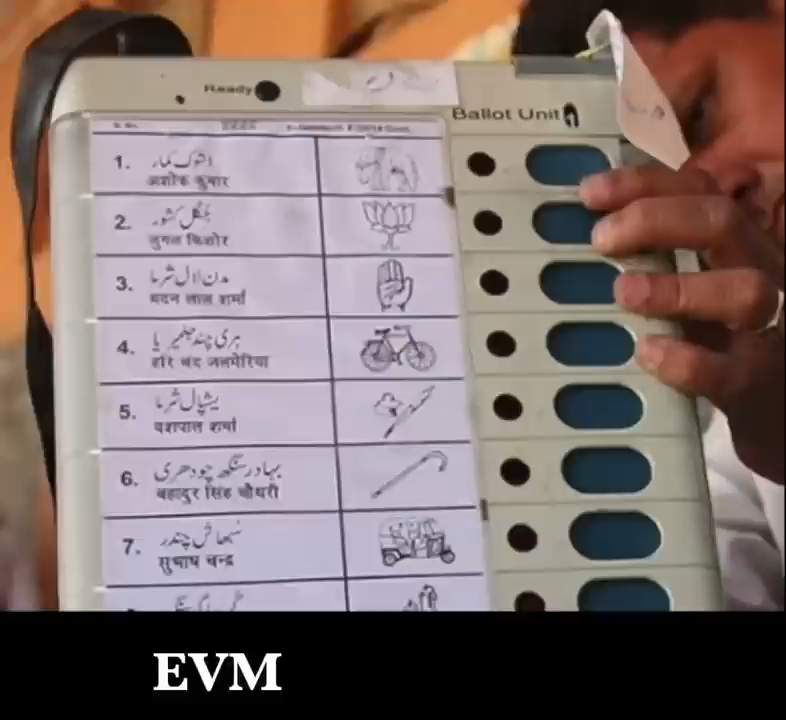 Ready
Ballot Unit
1. اشوک کمار
अशोक कुमार
2. جگل کشور
जुगल किशोर
3. مدن لال شرما
मदन लाल शर्मा
4. ہری چند جلمیریا
हरि चंद जलमेरिया
5. یشپال شرما
यशपाल शर्मा
6. بہادر سنگھ چودھری
बहादुर सिंह चौधरी
7. سبھاش چندر
सुभाष चन्द्र
EVM